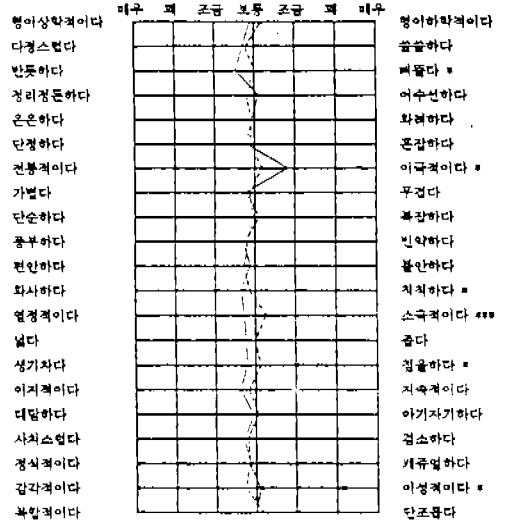 매우 꽤 조금 보통 조금 꽤 매우
형이상학적이다 형이하학적이다
다정스럽다 쓸쓸하다
반듯하다 삐뚤다 *
정리정돈하다 어수선하다
은은하다 화려하다
단정하다 혼잡하다
전통적이다 이국적이다 *
가볍다 무겁다
단순하다 복잡하다
풍부하다 빈약하다
편안하다 불안하다
화사하다 칙칙하다 *
열정적이다 소극적이다 ***
넓다 좁다
생기차다 침울하다 *
이지적이다 저속적이다
대담하다 아기자기하다
사치스럽다 검소하다
정식적이다 캐쥬얼하다
감각적이다 이성적이다 *
복합적이다 단조롭다